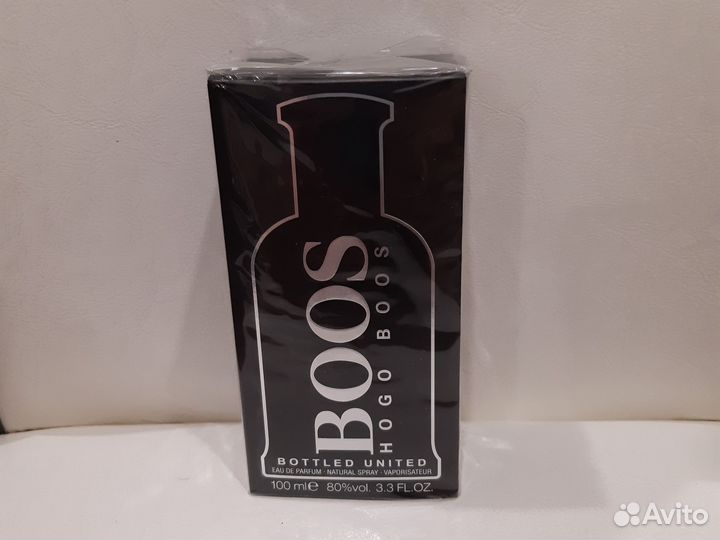 BOOS
HOGO BOOS
BOTTLED UNITED
EAU DE PARFUM · NATURAL SPRAY · VAPORISATEUR
100 ml℮ 80%vol. 3.3 FL.OZ.
Avito